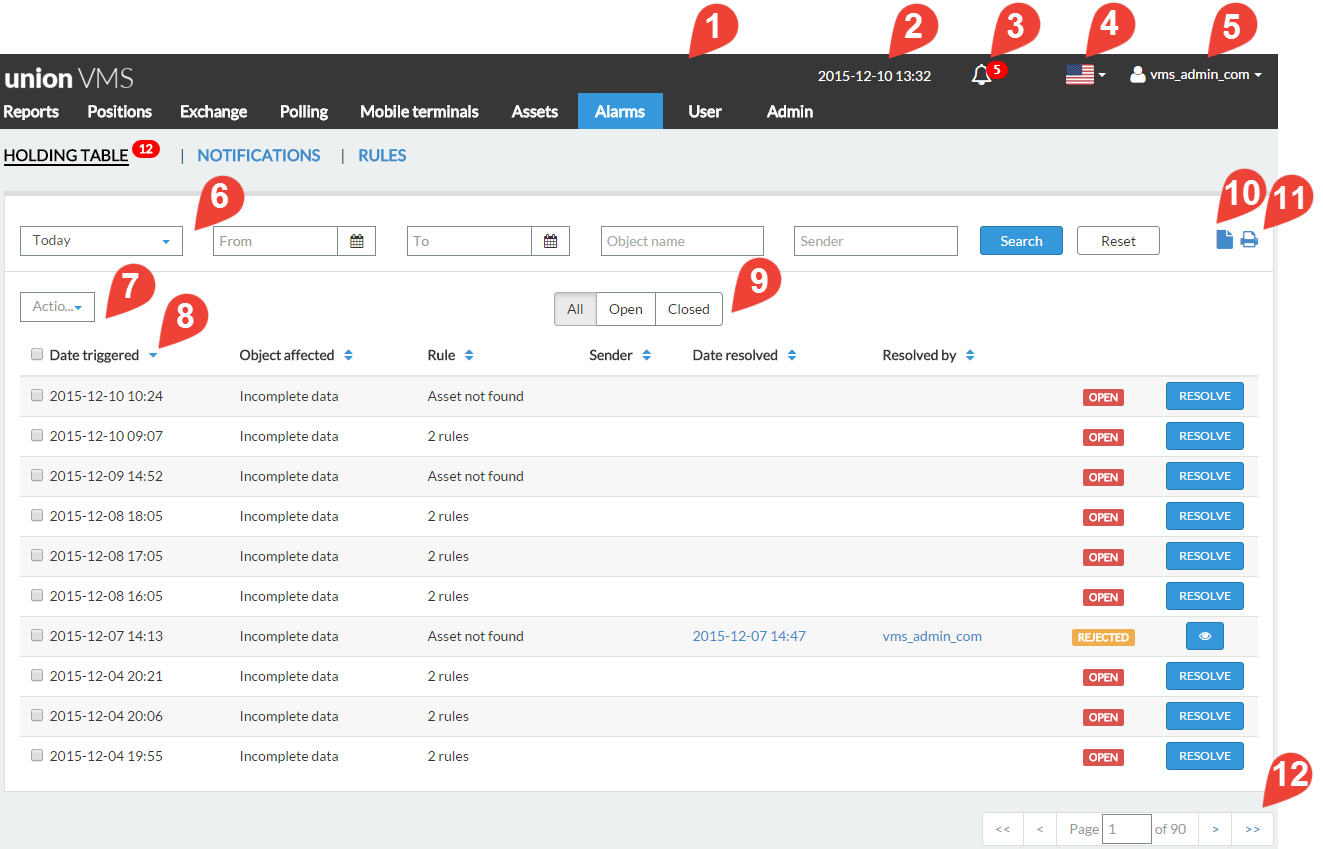 1 2 3 4 5
union VMS 2015-12-10 13:32 5 vms_admin_com
Reports Positions Exchange Polling Mobile terminals Assets Alarms User Admin
HOLDING TABLE 12 | NOTIFICATIONS | RULES
6 10 11
Today From To Object name Sender Search Reset
7 8 9
Actio... All Open Closed
Date triggered Object affected Rule Sender Date resolved Resolved by
2015-12-10 10:24 Incomplete data Asset not found OPEN RESOLVE
2015-12-10 09:07 Incomplete data 2 rules OPEN RESOLVE
2015-12-09 14:52 Incomplete data Asset not found OPEN RESOLVE
2015-12-08 18:05 Incomplete data 2 rules OPEN RESOLVE
2015-12-08 17:05 Incomplete data 2 rules OPEN RESOLVE
2015-12-08 16:05 Incomplete data 2 rules OPEN RESOLVE
2015-12-07 14:13 Incomplete data Asset not found 2015-12-07 14:47 vms_admin_com REJECTED
2015-12-04 20:21 Incomplete data 2 rules OPEN RESOLVE
2015-12-04 20:06 Incomplete data 2 rules OPEN RESOLVE
2015-12-04 19:55 Incomplete data 2 rules OPEN RESOLVE
12
<< < Page 1 of 90 > >>